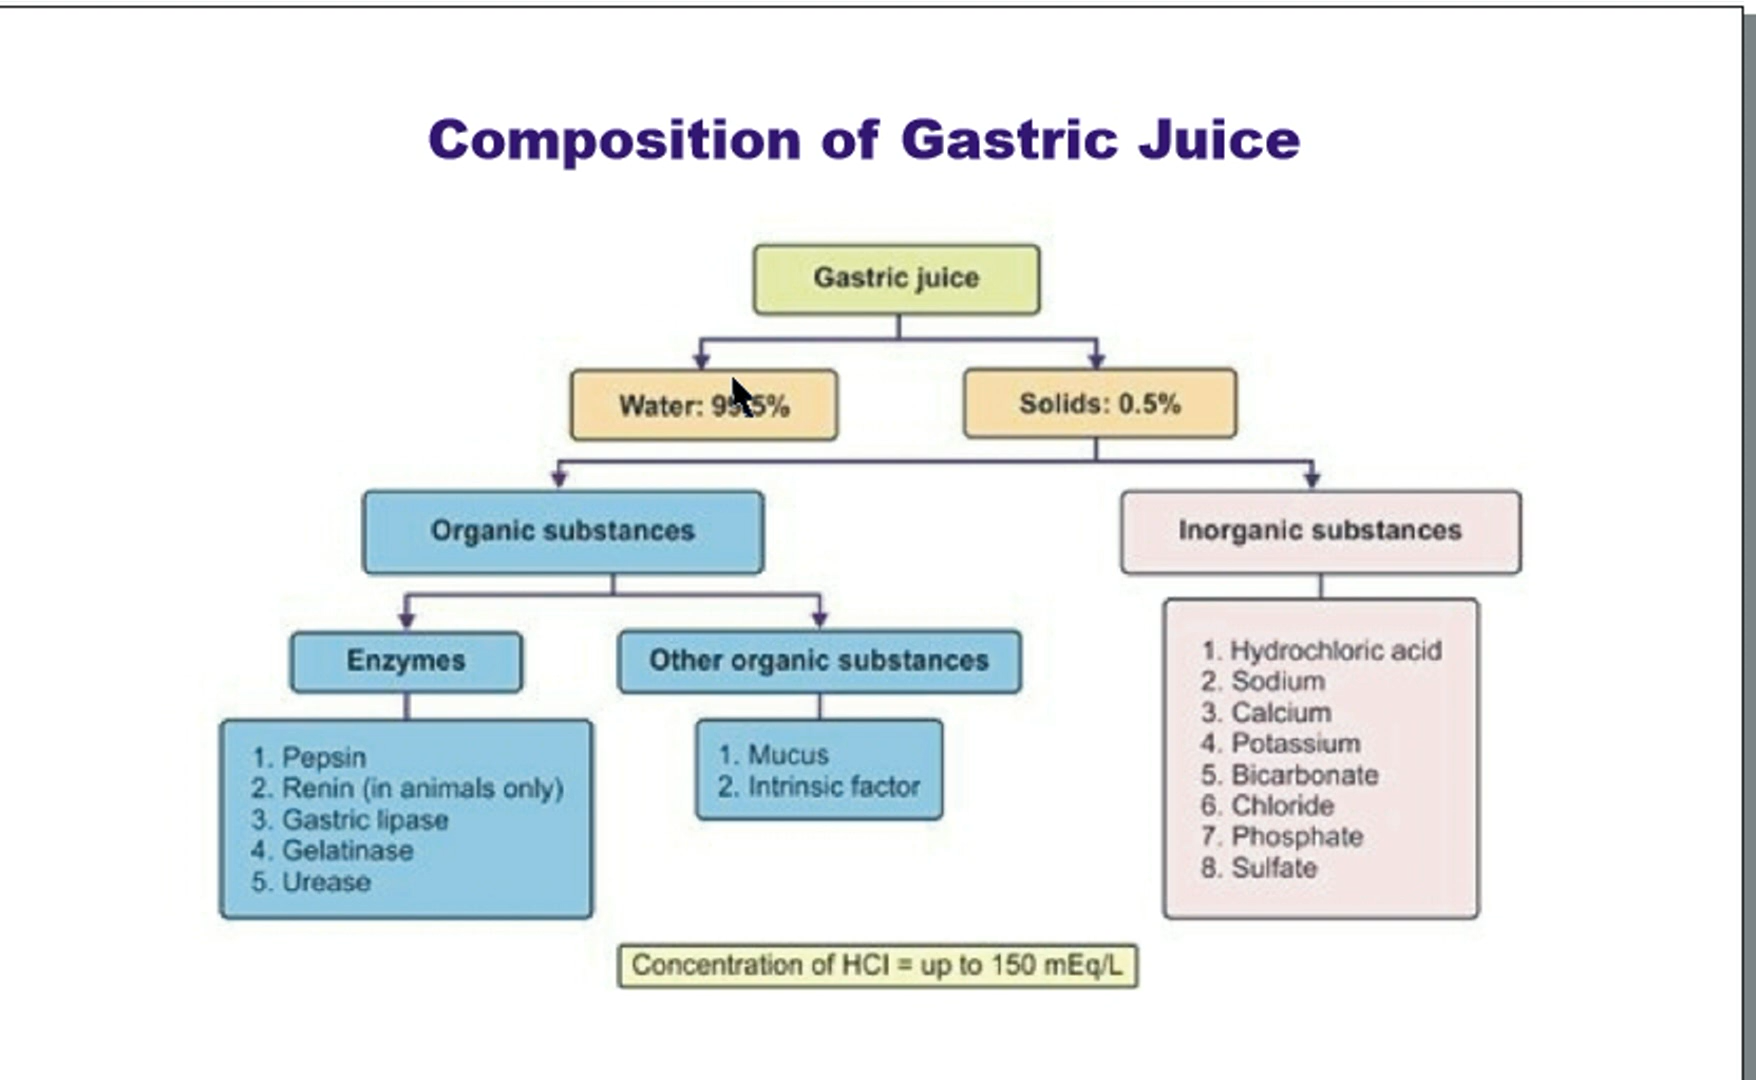 Composition of Gastric Juice
Gastric juice
Water: 99.5%
Solids: 0.5%
Organic substances
Inorganic substances
Enzymes
Other organic substances
1. Pepsin
2. Renin (in animals only)
3. Gastric lipase
4. Gelatinase
5. Urease
1. Mucus
2. Intrinsic factor
1. Hydrochloric acid
2. Sodium
3. Calcium
4. Potassium
5. Bicarbonate
6. Chloride
7. Phosphate
8. Sulfate
Concentration of HCl = up to 150 mEq/L